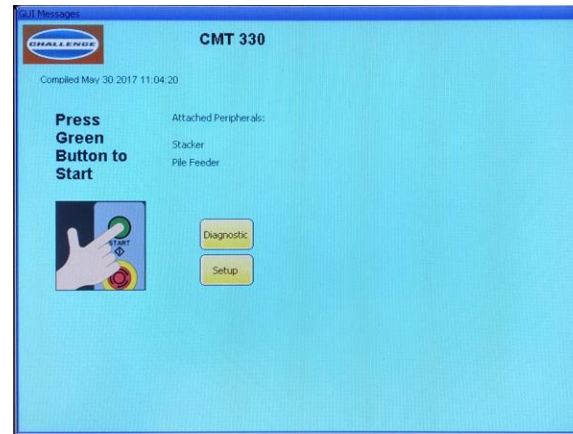 GUI Messages
CHALLENGE
CMT 330
Compiled May 30 2017 11:04:20
Press
Green
Button to
Start
Attached Peripherals:
Stacker
Pile Feeder
START
Diagnostic
Setup